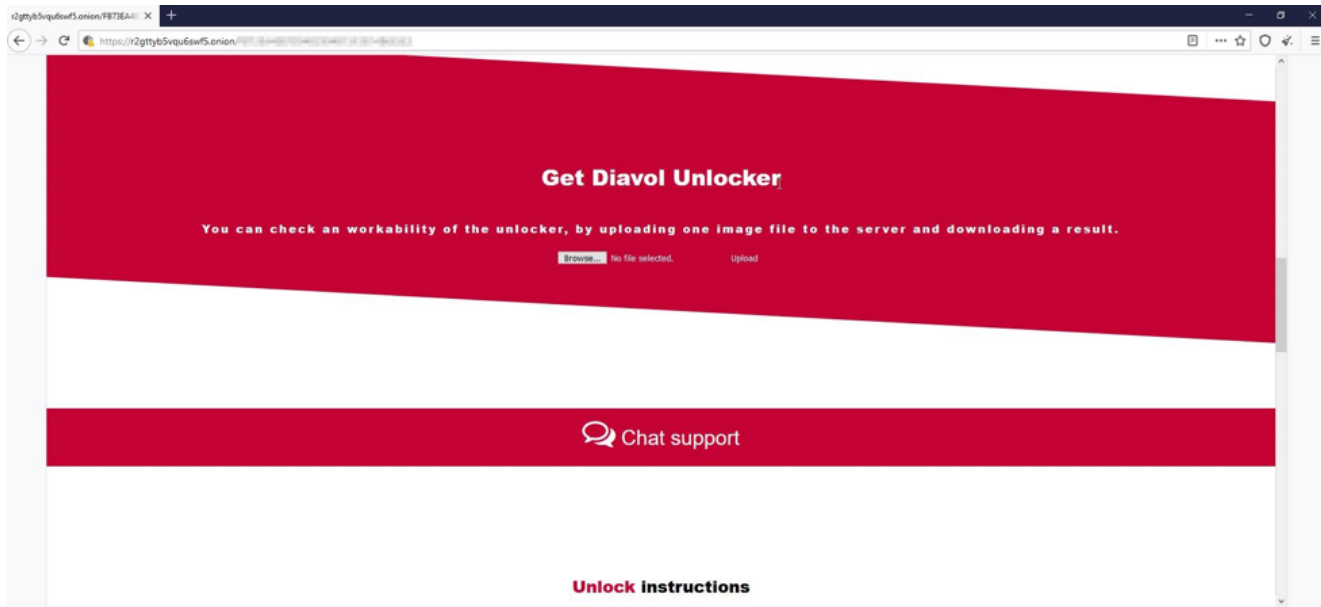 r2gttyb5vqu6swf5.onion/FB73EA4
https://r2gttyb5vqu6swf5.onion/
Get Diavol Unlocker
You can check an workability of the unlocker, by uploading one image file to the server and downloading a result.
Browse... No file selected. Upload
Chat support
Unlock instructions